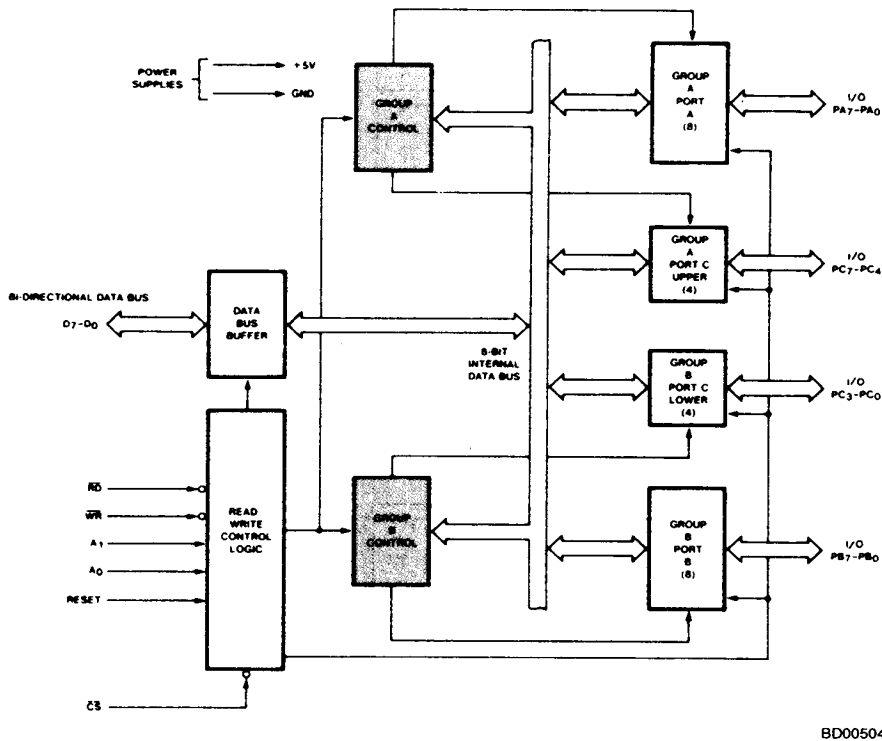 POWER
SUPPLIES
+5V
GND
GROUP
A
CONTROL
GROUP
A
PORT
A
(8)
I/O
PA7-PA0
GROUP
A
PORT C
UPPER
(4)
I/O
PC7-PC4
BI-DIRECTIONAL DATA BUS
D7-D0
DATA
BUS
BUFFER
8-BIT
INTERNAL
DATA BUS
GROUP
B
PORT C
LOWER
(4)
I/O
PC3-PC0
RD
WR
A1
A0
RESET
CS
READ
WRITE
CONTROL
LOGIC
GROUP
B
CONTROL
GROUP
B
PORT
B
(8)
I/O
PB7-PB0
BD00504